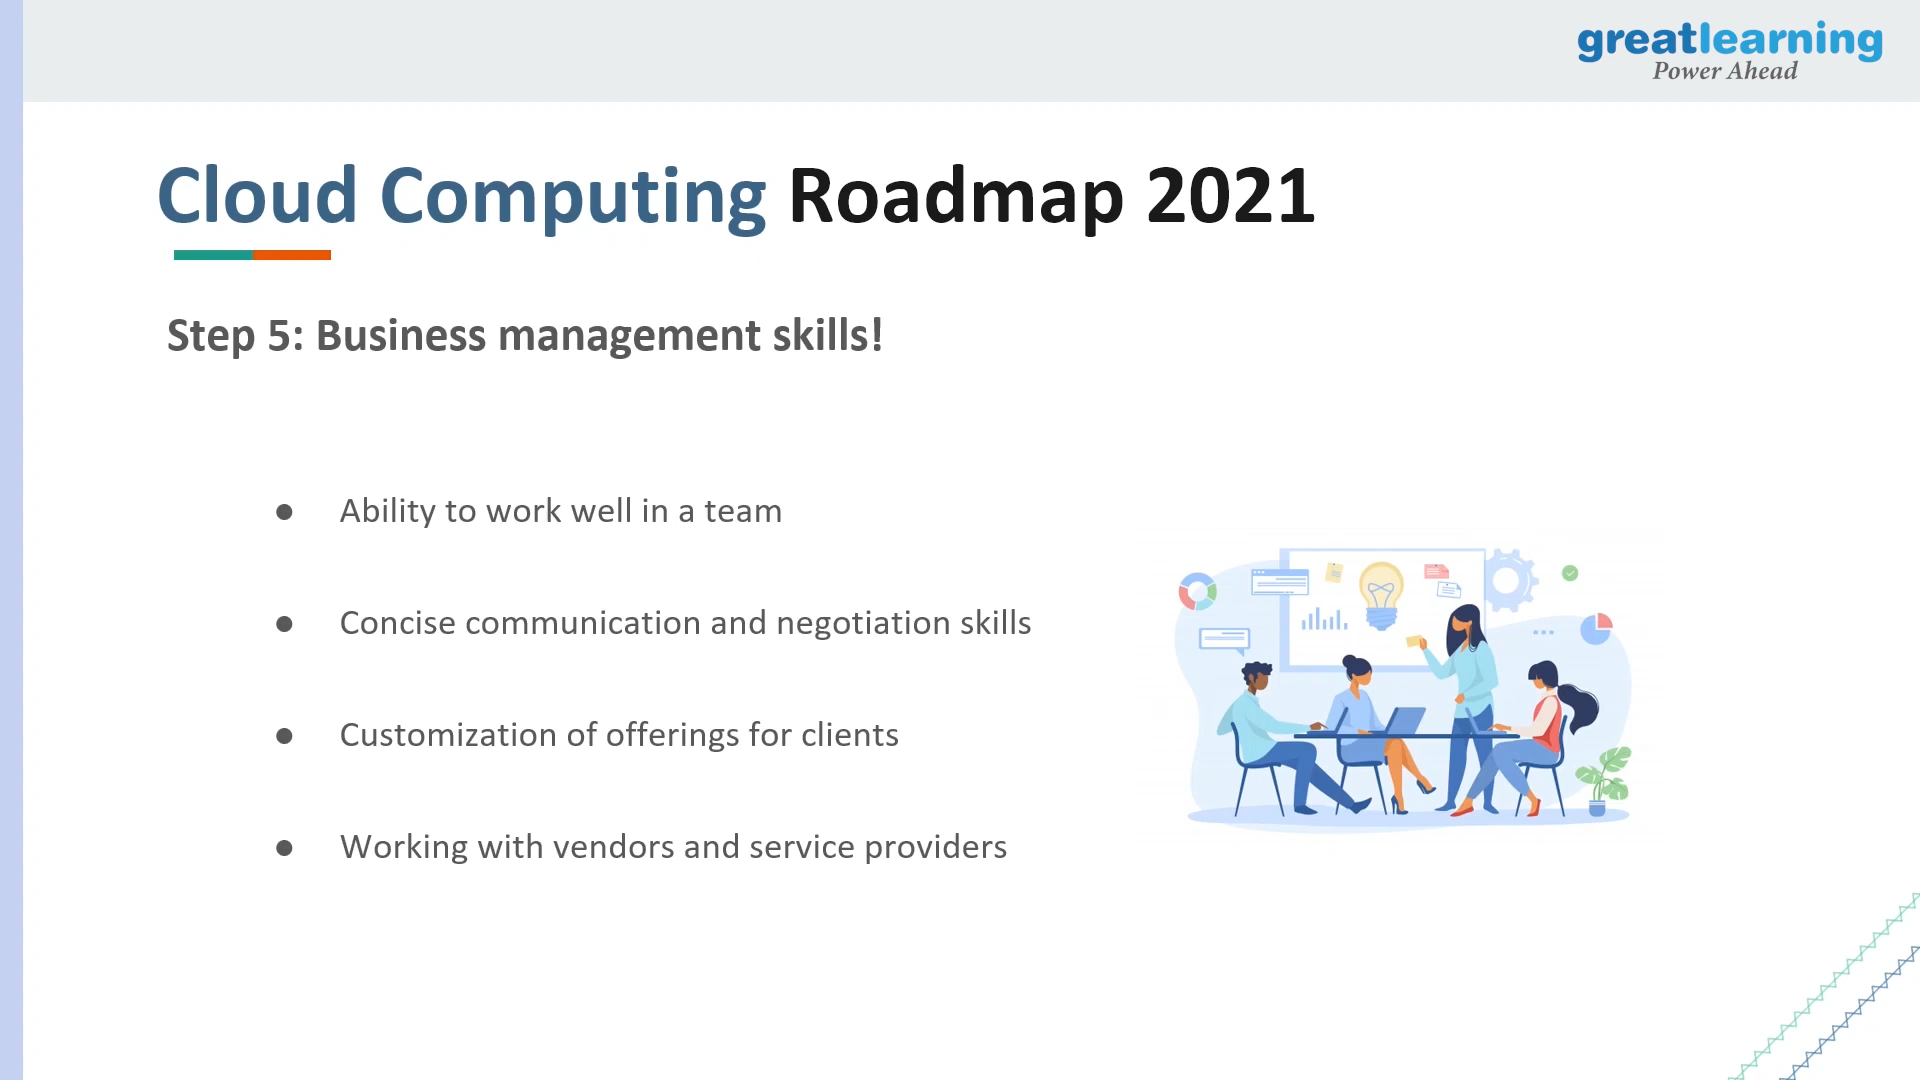 greatlearning
Power Ahead
Cloud Computing Roadmap 2021
Step 5: Business management skills!
● Ability to work well in a team
● Concise communication and negotiation skills
● Customization of offerings for clients
● Working with vendors and service providers